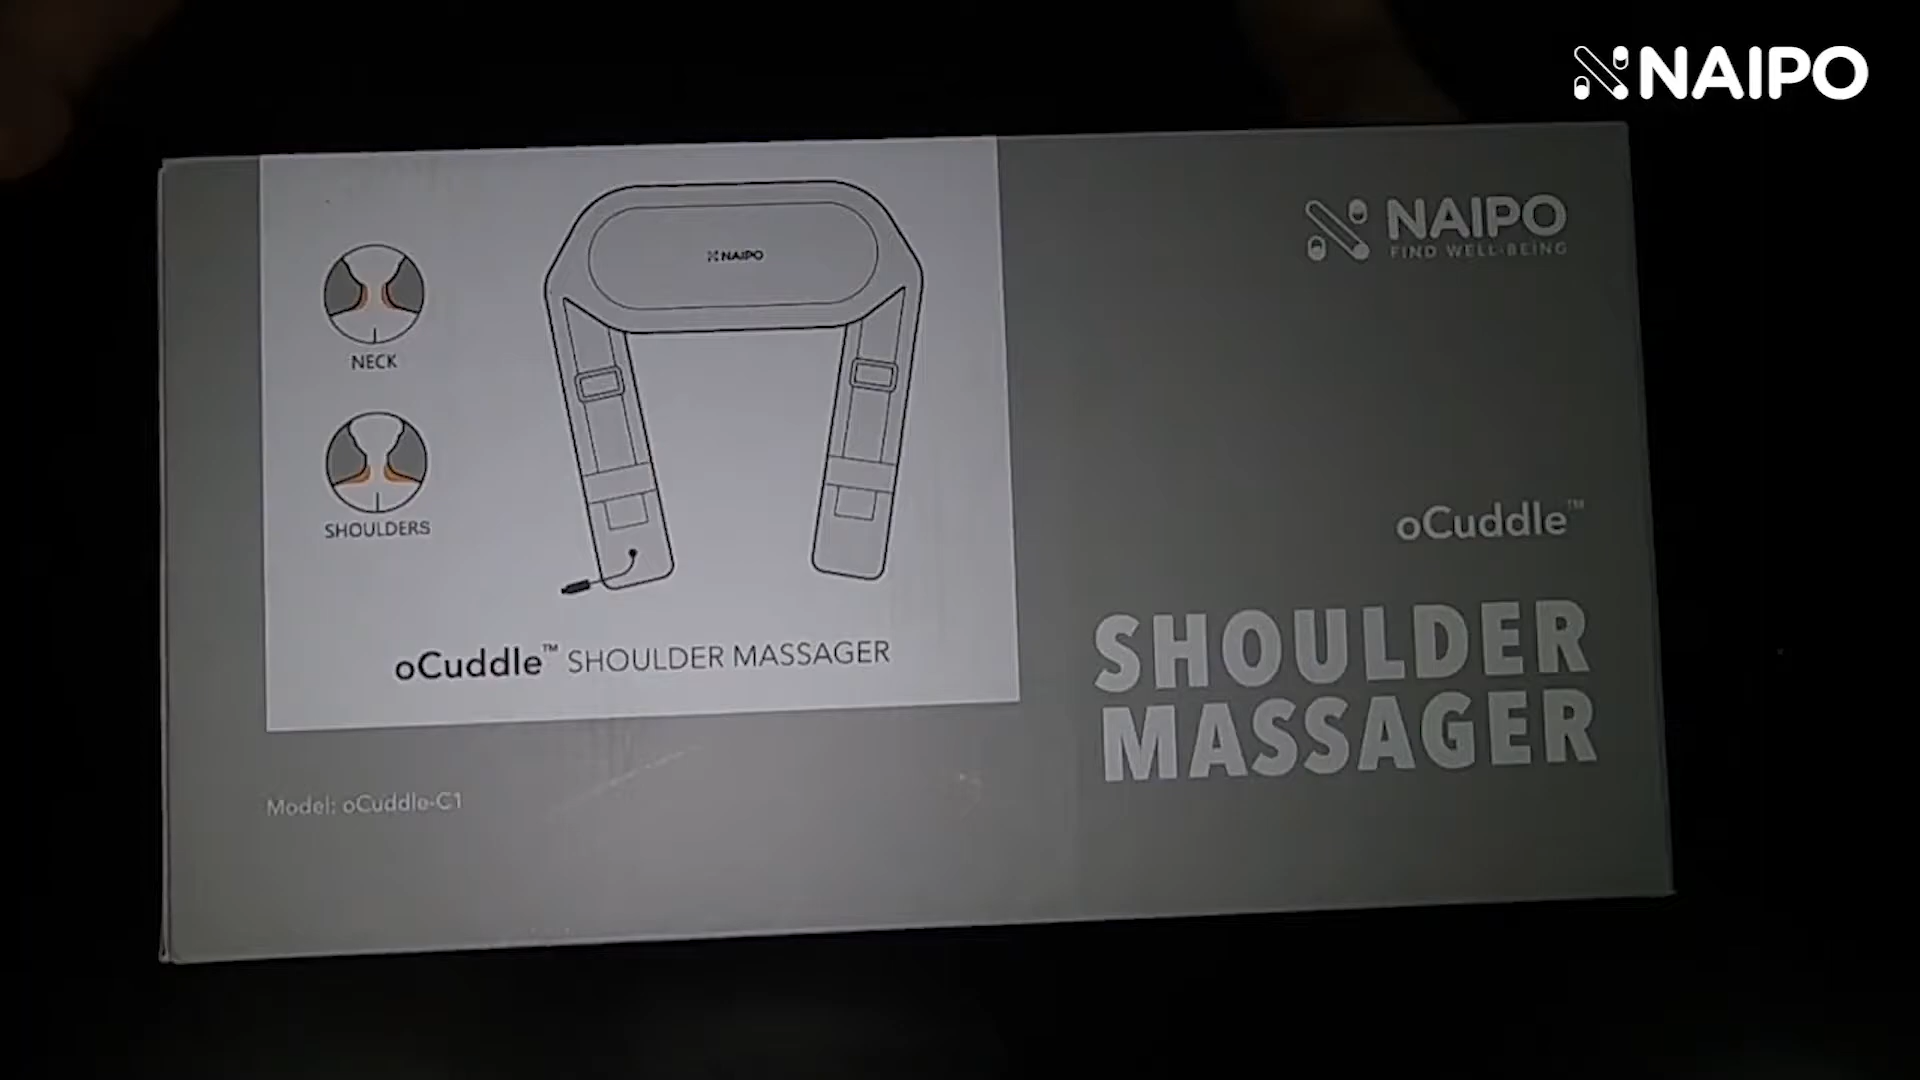 NAIPO
NAIPO
FIND WELL-BEING
NAIPO
NECK
SHOULDERS
oCuddle™ SHOULDER MASSAGER
oCuddle™
SHOULDER
MASSAGER
Model: oCuddle-C1